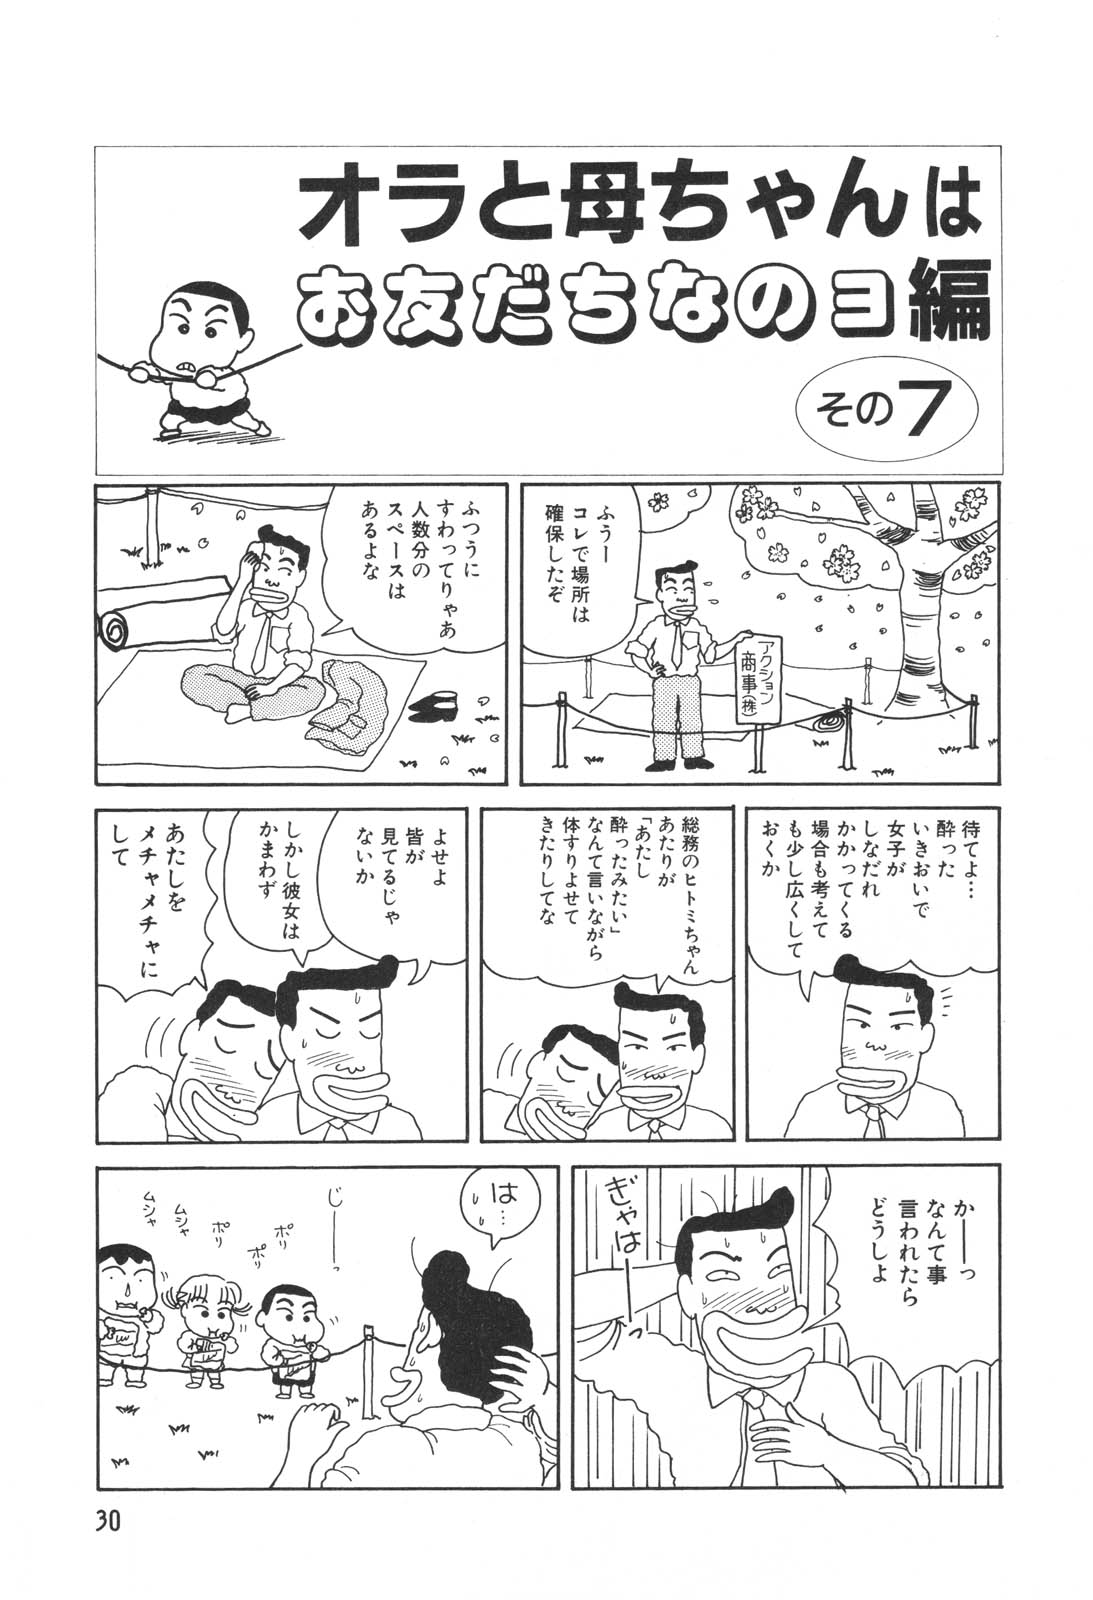 オラと母ちゃんは
お友だちなのヨ編
その7
ふうー
コレで場所は
確保したぞ
アクション
商事(株)
ふつうに
すわってりゃあ
人数分の
スペースは
あるよな
待てよ…
酔った
いきおいで
女子が
しなだれ
かかってくる
場合も考えて
も少し広くして
おくか
総務のヒトミちゃん
あたりが
「あたし
酔ったみたい」
なんて言いながら
体すりよせて
きたりしてな
よせよ
皆が
見てるじゃ
ないか
しかし彼女は
かまわず
あたしを
メチャメチャに
して
かーーっ
なんて事
言われたら
どうしよ
ぎゃはーっ
は…
じーーっ
ポリ
ポリ
ムシャ
ムシャ
30